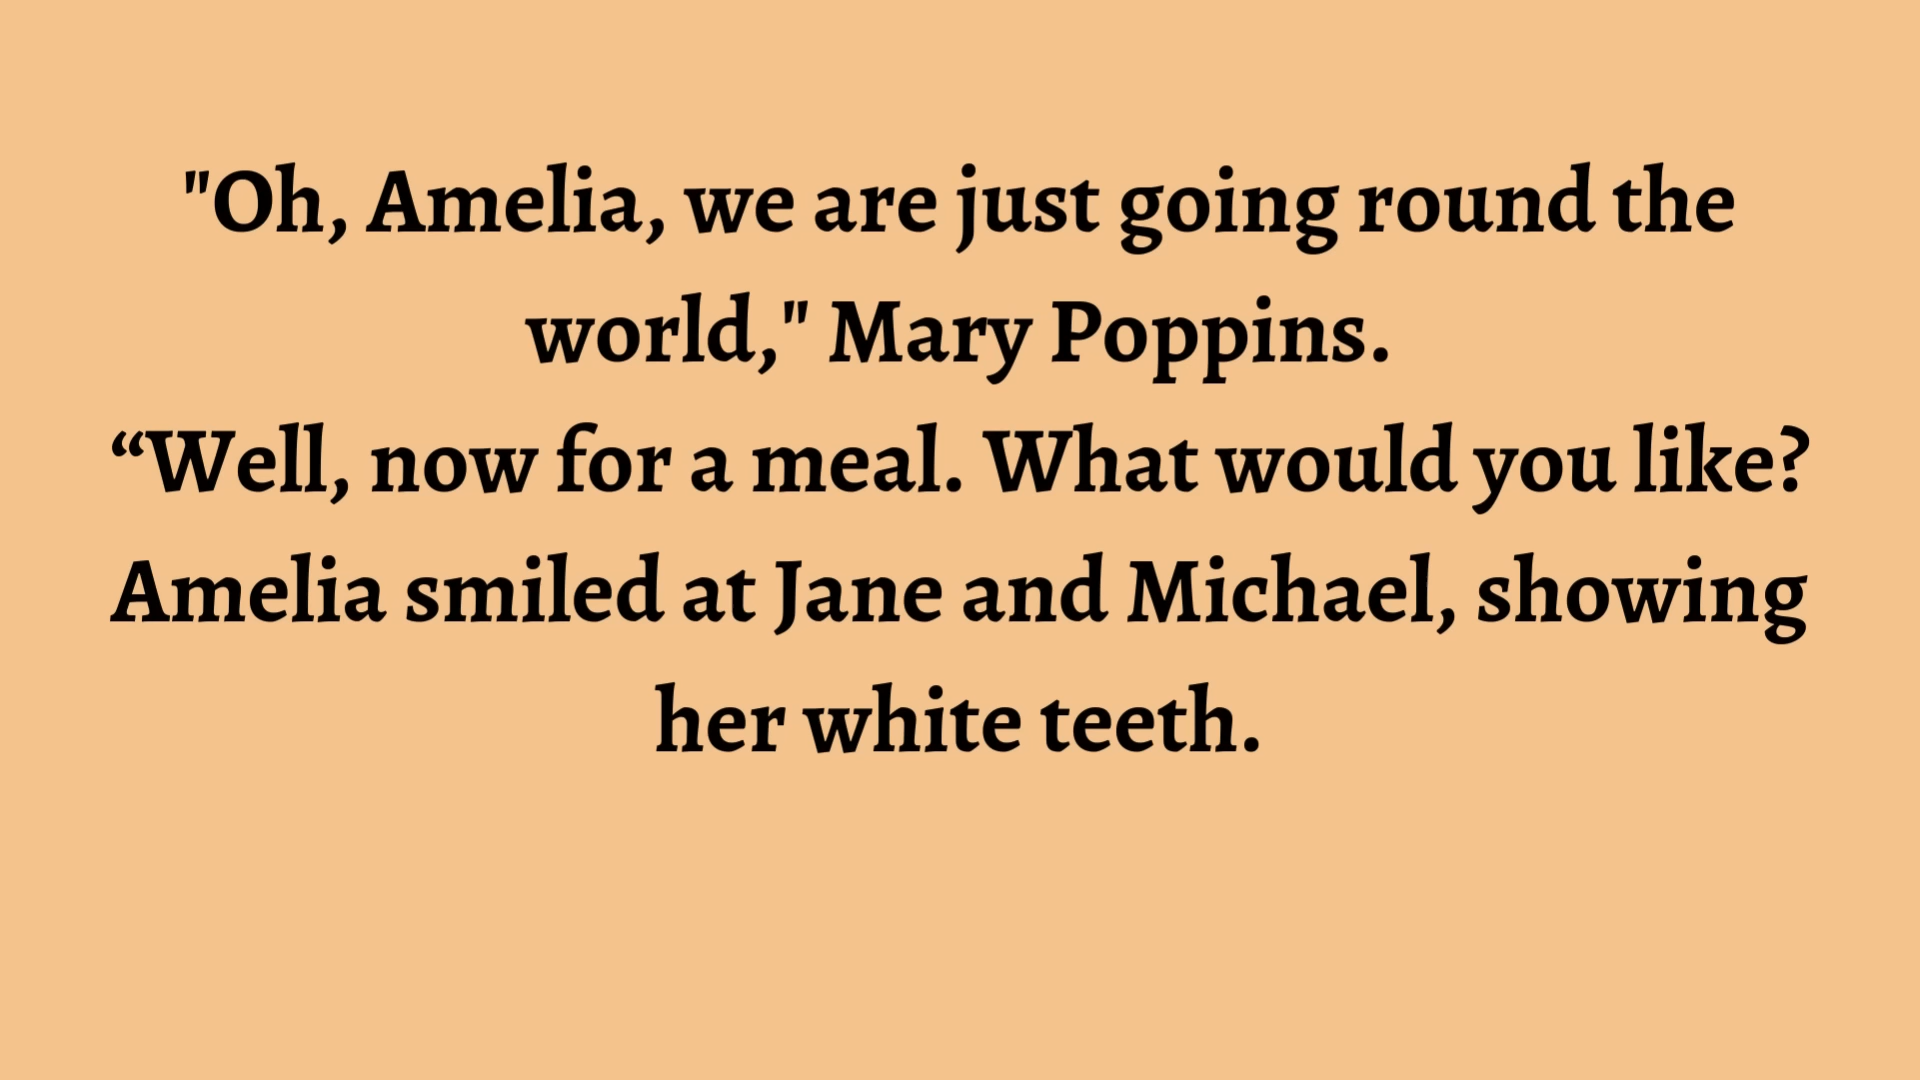 "Oh, Amelia, we are just going round the
world," Mary Poppins.
“Well, now for a meal. What would you like?
Amelia smiled at Jane and Michael, showing
her white teeth.